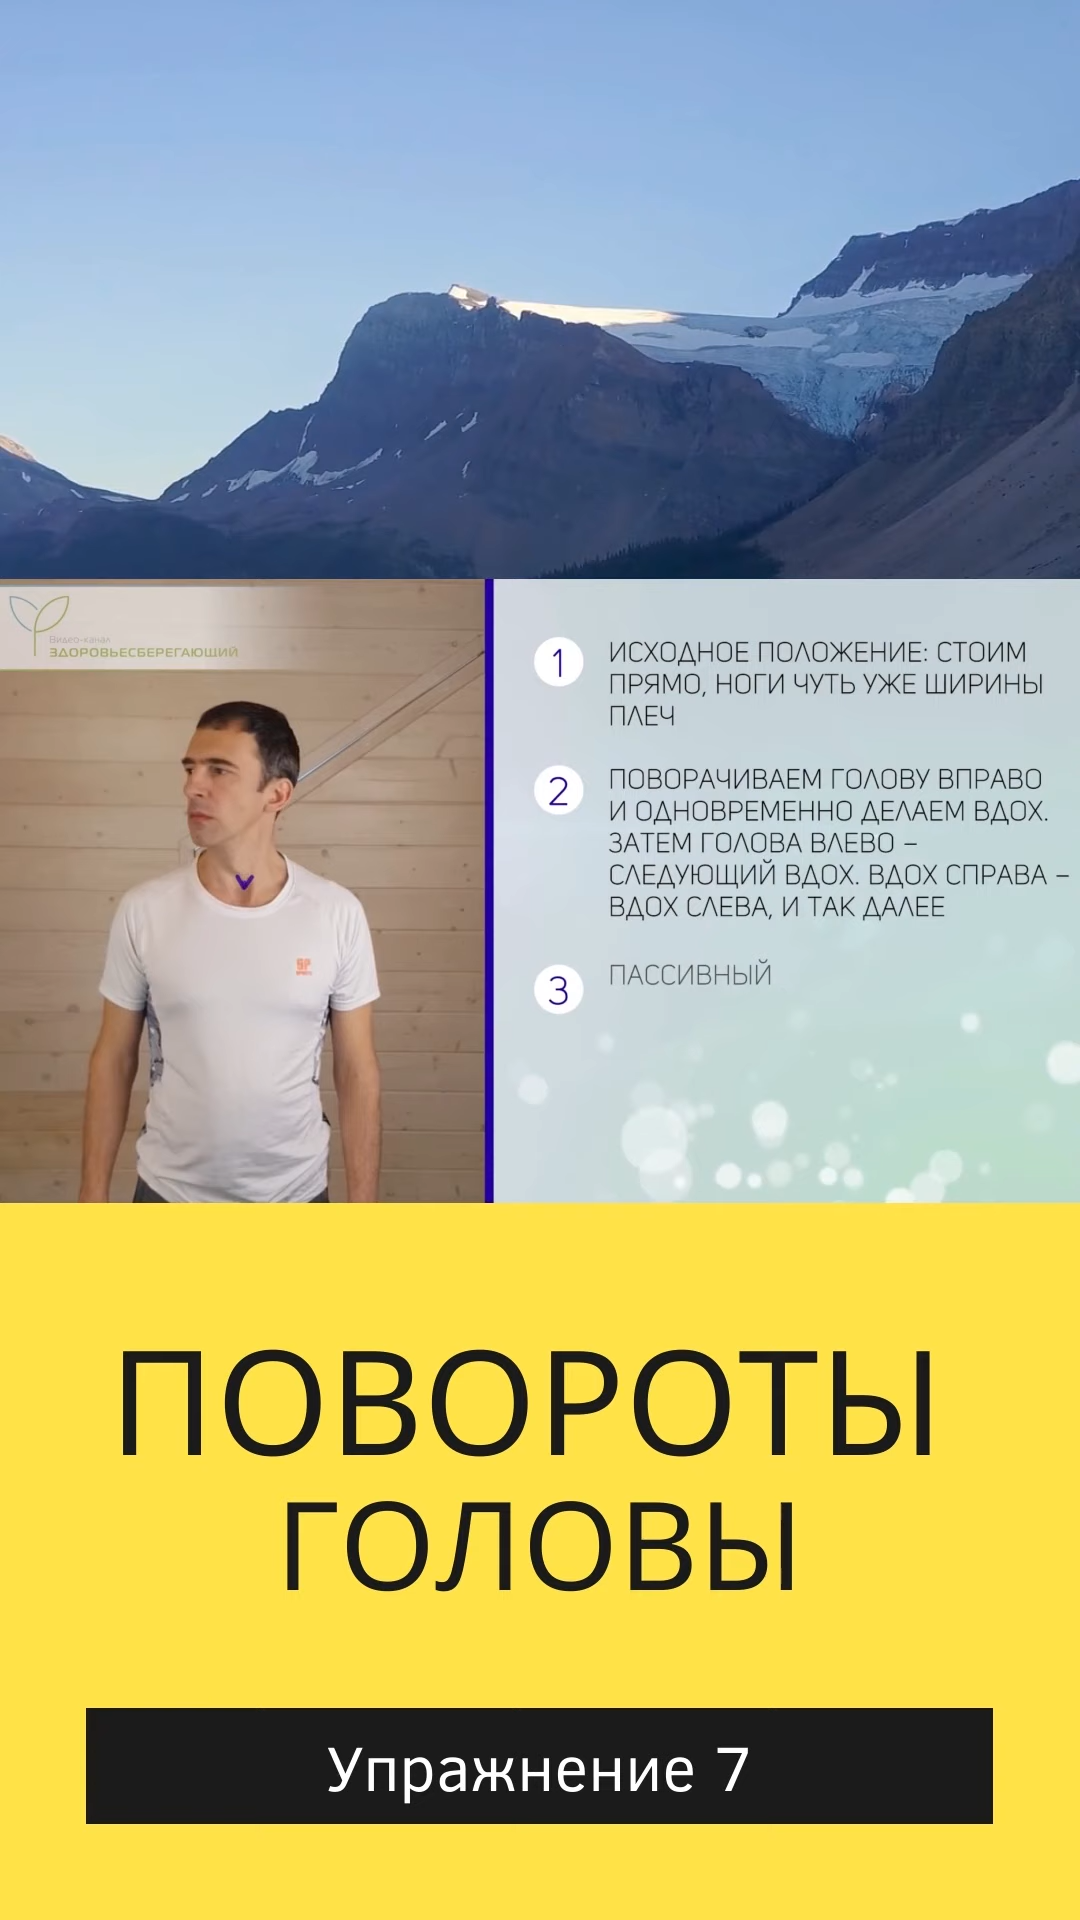 Видео-канал
ЗДОРОВЬЕСБЕРЕГАЮЩИЙ
1
ИСХОДНОЕ ПОЛОЖЕНИЕ: СТОИМ
ПРЯМО, НОГИ ЧУТЬ УЖЕ ШИРИНЫ
ПЛЕЧ
2
ПОВОРАЧИВАЕМ ГОЛОВУ ВПРАВО
И ОДНОВРЕМЕННО ДЕЛАЕМ ВДОХ.
ЗАТЕМ ГОЛОВА ВЛЕВО –
СЛЕДУЮЩИЙ ВДОХ. ВДОХ СПРАВА –
ВДОХ СЛЕВА, И ТАК ДАЛЕЕ
3
ПАССИВНЫЙ
ПОВОРОТЫ
ГОЛОВЫ
Упражнение 7